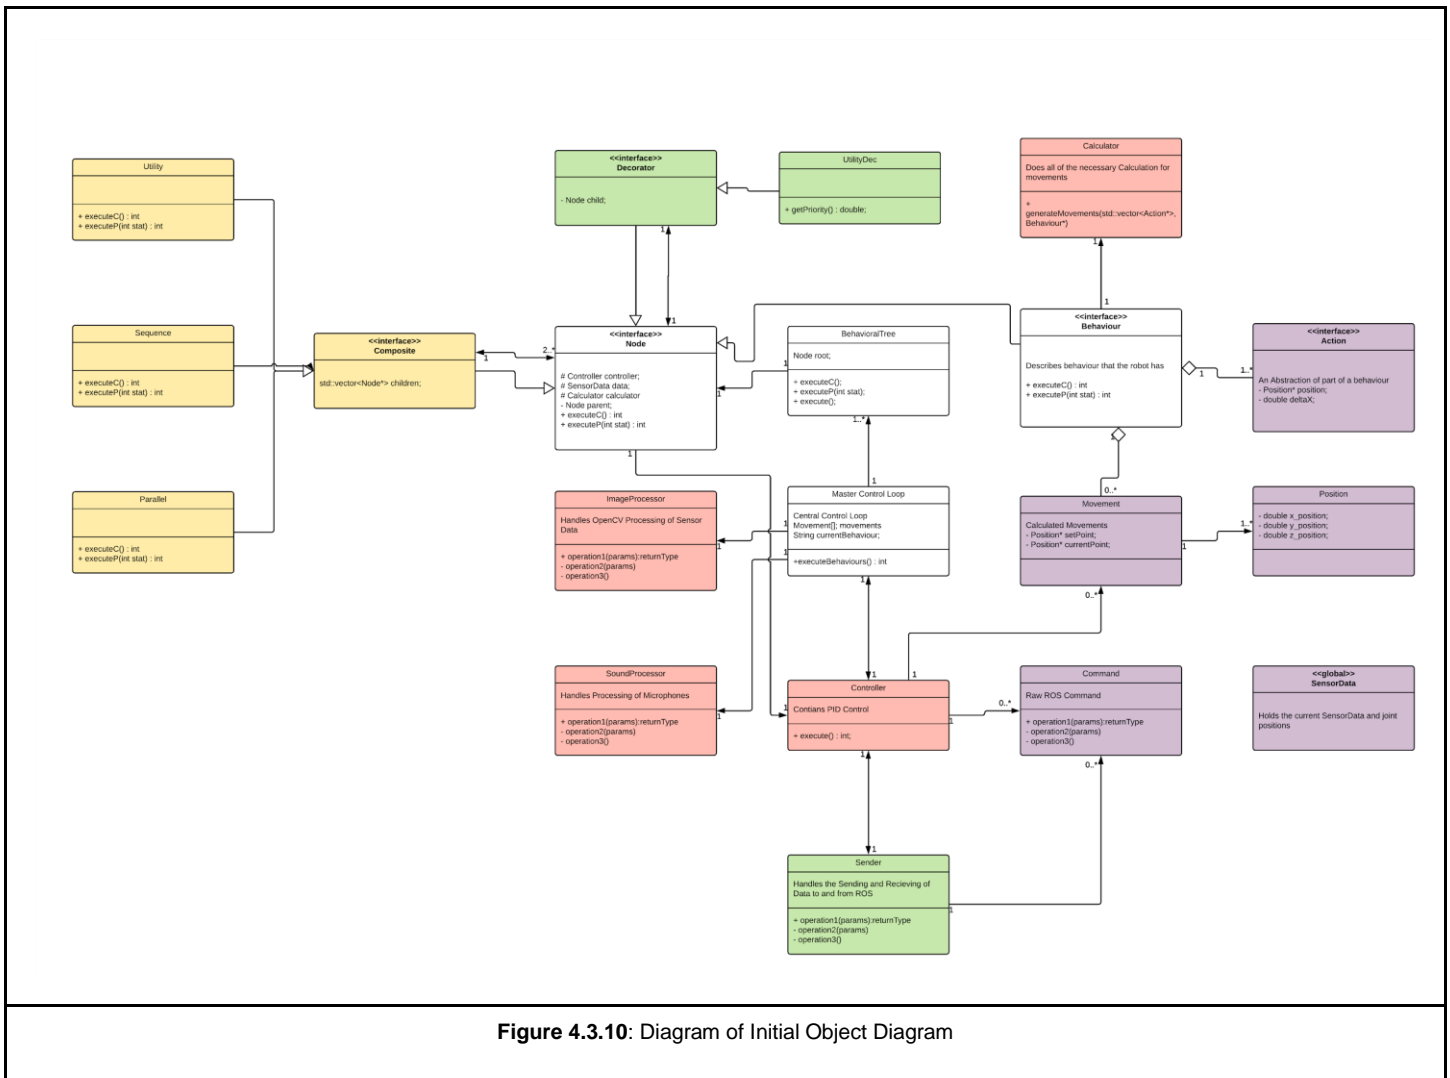 Utility
+ executeC() : int
+ executeP(int stat) : int
Sequence
+ executeC() : int
+ executeP(int stat) : int
Parallel
+ executeC() : int
+ executeP(int stat) : int
<<interface>>
Composite
std::vector<Node*> children;
1
2..*
<<interface>>
Decorator
- Node child;
1
1
UtilityDec
+ getPriority() : double;
<<interface>>
Node
# Controller controller;
# SensorData data;
# Calculator calculator
- Node parent;
+ executeC() : int
+ executeP(int stat) : int
1
BehavioralTree
Node root;
+ executeC();
+ executeP(int stat);
+ execute();
1
1
1..*
1
Master Control Loop
Central Control Loop
Movement[]; movements
String currentBehaviour;
+executeBehaviours() : int
1
1
1
1
1
1
ImageProcessor
Handles OpenCV Processing of Sensor
Data
+ operation1(params):returnType
- operation2(params)
- operation3()
SoundProcessor
Handles Processing of Microphones
+ operation1(params):returnType
- operation2(params)
- operation3()
Controller
Contians PID Control
+ execute() : int;
1
1
1
0..*
1
1
Sender
Handles the Sending and Recieving of
Data to and from ROS
+ operation1(params):returnType
- operation2(params)
- operation3()
1
Calculator
Does all of the necessary Calculation for
movements
+
generateMovements(std::vector<Action*>,
Behaviour*)
1
1
<<interface>>
Behaviour
Describes behaviour that the robot has
+ executeC() : int
+ executeP(int stat) : int
1
1..*
1
0..*
<<interface>>
Action
An Abstraction of part of a behaviour
- Position* position;
- double deltaX;
Movement
Calculated Movements
- Position* setPoint;
- Position* currentPoint;
1
1..*
0..*
Position
- double x_position;
- double y_position;
- double z_position;
Command
Raw ROS Command
+ operation1(params):returnType
- operation2(params)
- operation3()
0..*
<<global>>
SensorData
Holds the current SensorData and joint
positions
Figure 4.3.10: Diagram of Initial Object Diagram